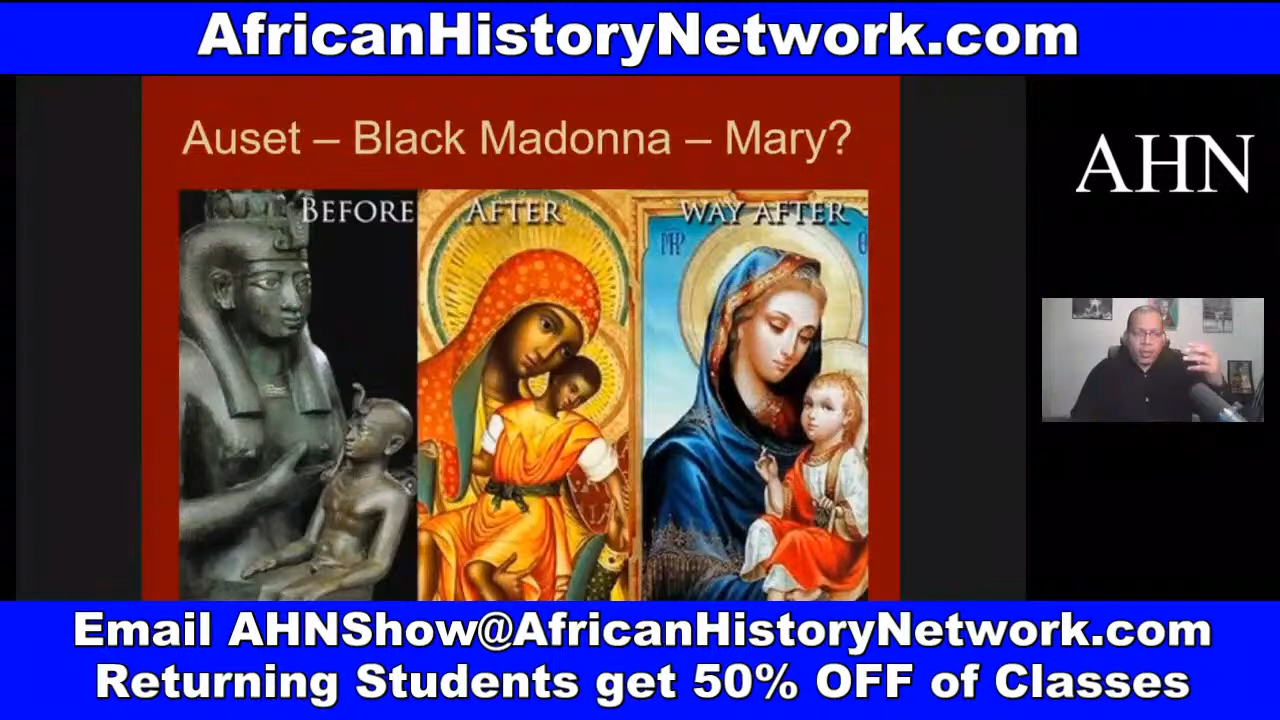 AfricanHistoryNetwork.com
Auset – Black Madonna – Mary?
BEFORE
AFTER
WAY AFTER
AHN
Email AHNShow@AfricanHistoryNetwork.com
Returning Students get 50% OFF of Classes